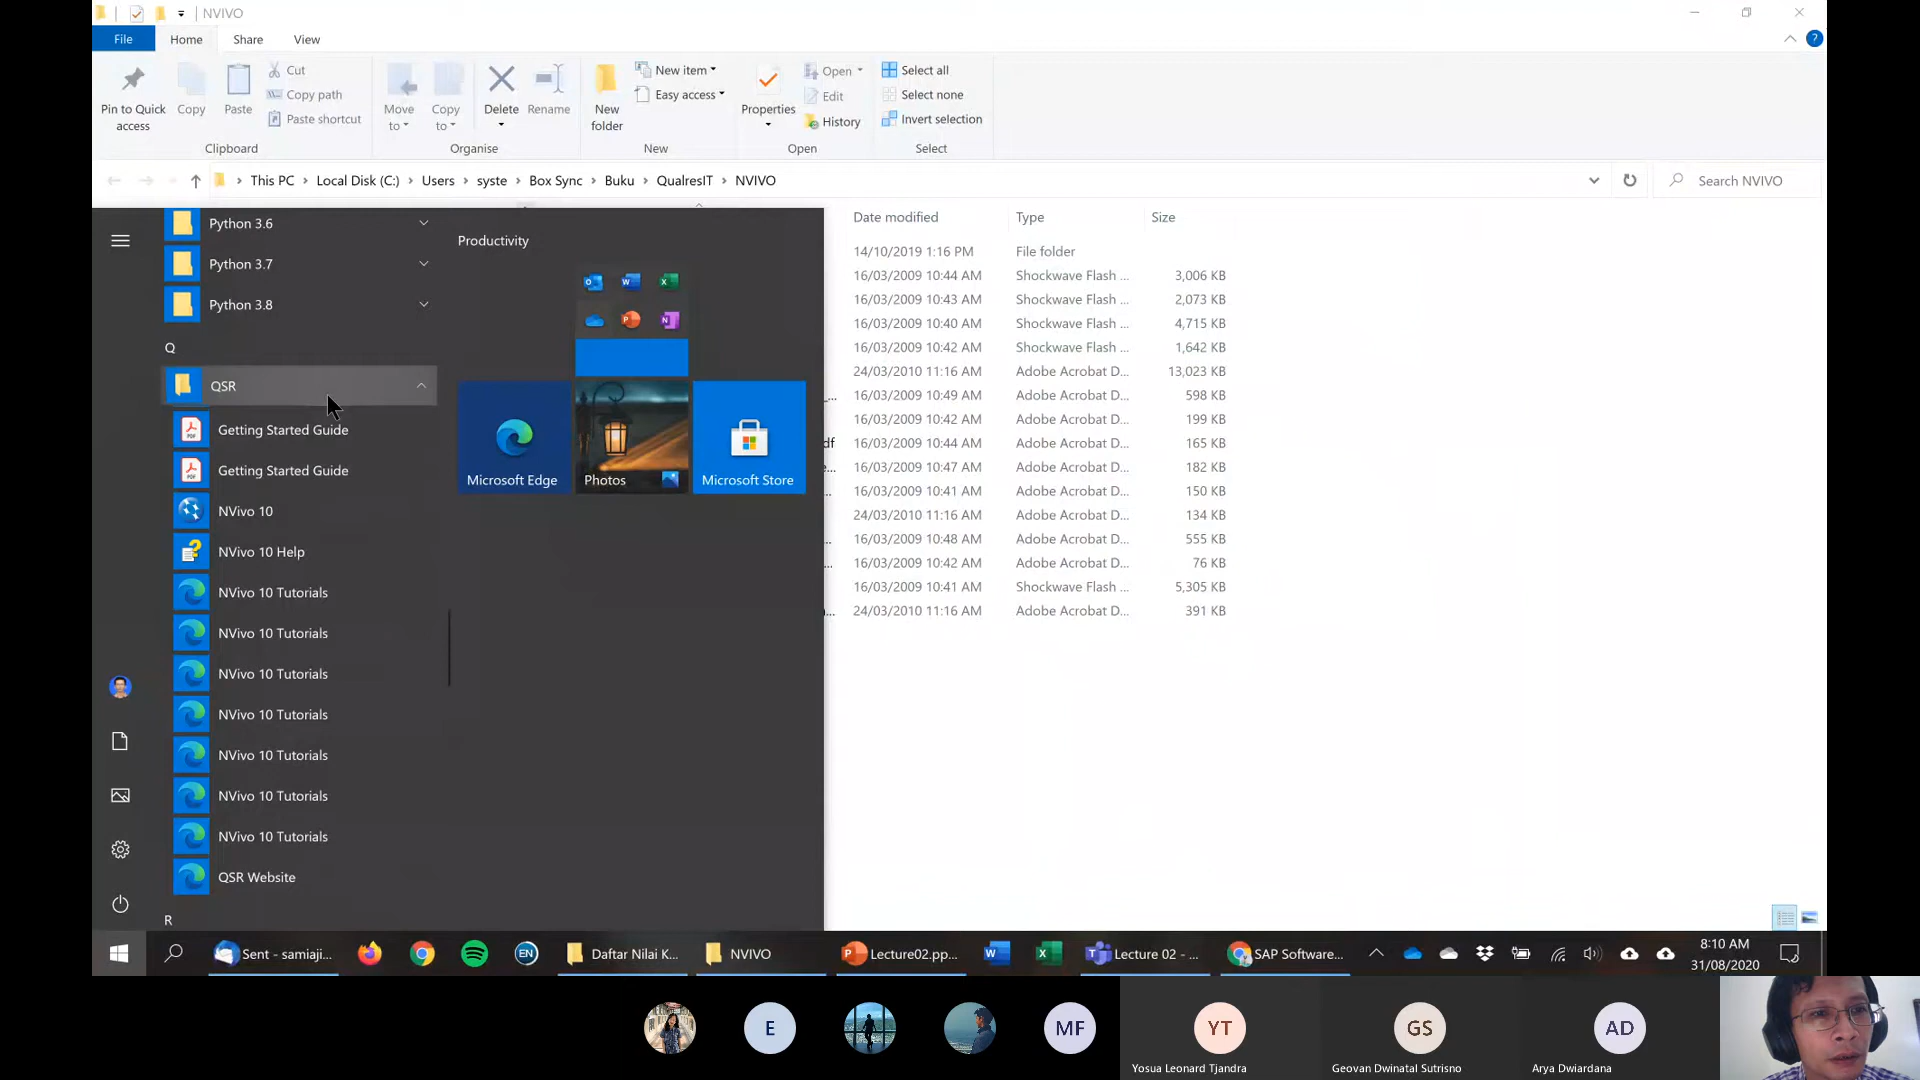 NVIVO
File
Home
Share
View
Pin to Quick access
Copy
Paste
Cut
Copy path
Paste shortcut
Clipboard
Move to
Copy to
Delete
Rename
Organise
New folder
New item
Easy access
New
Properties
Open
Edit
History
Open
Select all
Select none
Invert selection
Select
This PC
Local Disk (C:)
Users
syste
Box Sync
Buku
QualresIT
NVIVO
Search NVIVO
Date modified Type Size
14/10/2019 1:16 PM File folder
16/03/2009 10:44 AM Shockwave Flash ... 3,006 KB
16/03/2009 10:43 AM Shockwave Flash ... 2,073 KB
16/03/2009 10:40 AM Shockwave Flash ... 4,715 KB
16/03/2009 10:42 AM Shockwave Flash ... 1,642 KB
24/03/2010 11:16 AM Adobe Acrobat D... 13,023 KB
16/03/2009 10:49 AM Adobe Acrobat D... 598 KB
16/03/2009 10:42 AM Adobe Acrobat D... 199 KB
df 16/03/2009 10:44 AM Adobe Acrobat D... 165 KB
16/03/2009 10:47 AM Adobe Acrobat D... 182 KB
16/03/2009 10:41 AM Adobe Acrobat D... 150 KB
24/03/2010 11:16 AM Adobe Acrobat D... 134 KB
16/03/2009 10:48 AM Adobe Acrobat D... 555 KB
16/03/2009 10:42 AM Adobe Acrobat D... 76 KB
16/03/2009 10:41 AM Shockwave Flash ... 5,305 KB
24/03/2010 11:16 AM Adobe Acrobat D... 391 KB
Python 3.6
Python 3.7
Python 3.8
Q
QSR
Getting Started Guide
Getting Started Guide
NVivo 10
NVivo 10 Help
NVivo 10 Tutorials
NVivo 10 Tutorials
NVivo 10 Tutorials
NVivo 10 Tutorials
NVivo 10 Tutorials
NVivo 10 Tutorials
NVivo 10 Tutorials
QSR Website
R
Productivity
Microsoft Edge
Photos
Microsoft Store
Sent - samiaji...
EN
Daftar Nilai K...
NVIVO
Lecture02.pp...
Lecture 02 - ...
SAP Software...
8:10 AM
31/08/2020
E
MF
YT
GS
AD
Yosua Leonard Tjandra
Geovan Dwinatal Sutrisno
Arya Dwiardana